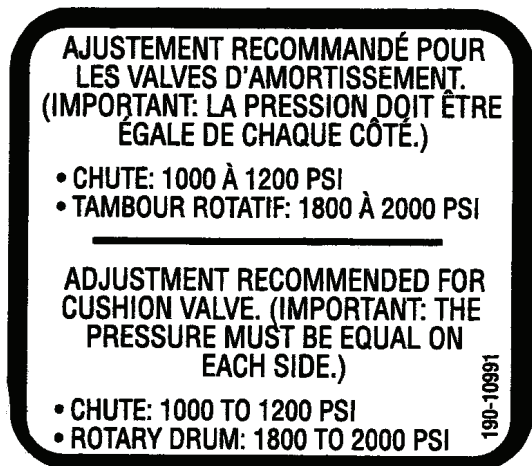 AJUSTEMENT RECOMMANDÉ POUR
LES VALVES D'AMORTISSEMENT.
(IMPORTANT: LA PRESSION DOIT ÊTRE
ÉGALE DE CHAQUE CÔTÉ.)
• CHUTE: 1000 À 1200 PSI
• TAMBOUR ROTATIF: 1800 À 2000 PSI
ADJUSTMENT RECOMMENDED FOR
CUSHION VALVE. (IMPORTANT: THE
PRESSURE MUST BE EQUAL ON
EACH SIDE.)
• CHUTE: 1000 TO 1200 PSI
• ROTARY DRUM: 1800 TO 2000 PSI
190-10991